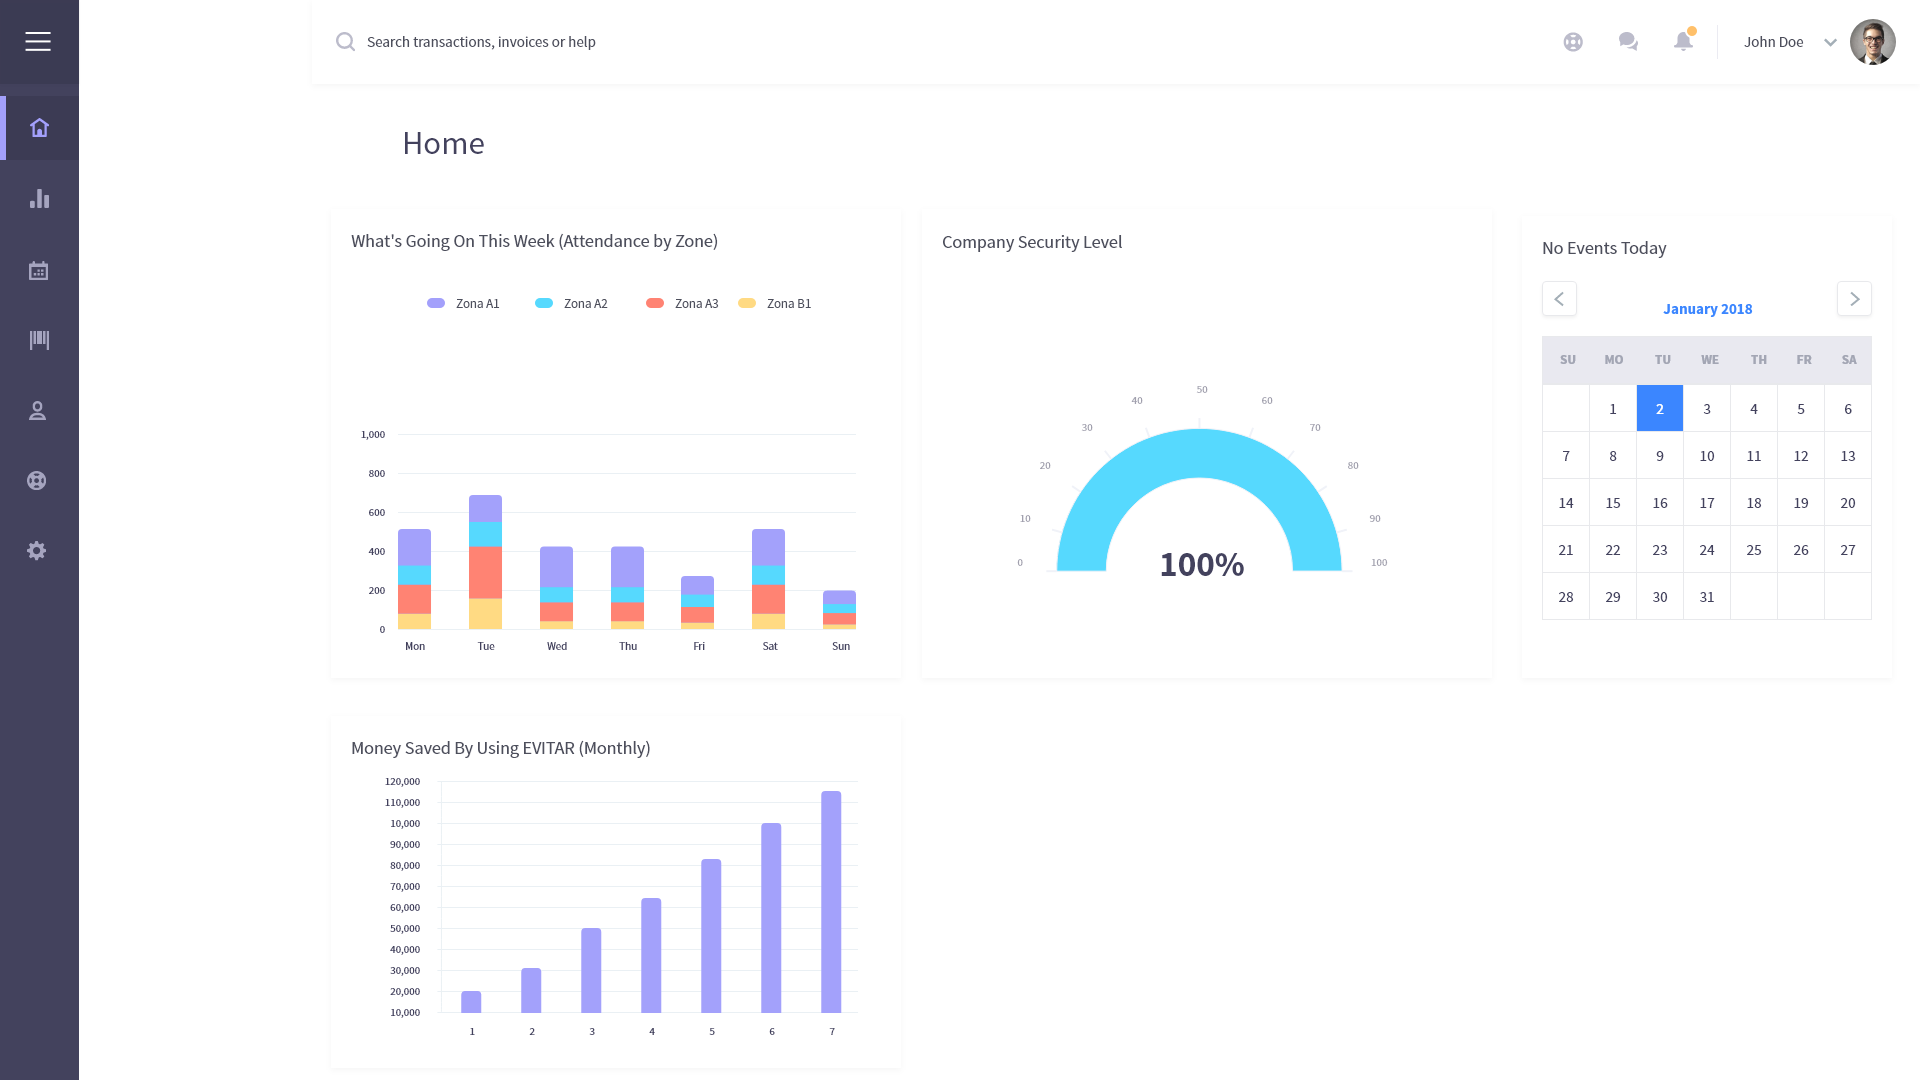 Search transactions, invoices or help
John Doe
Home
What's Going On This Week (Attendance by Zone)
Zona A1
Zona A2
Zona A3
Zona B1
1,000
800
600
400
200
0
Mon Tue Wed Thu Fri Sat Sun
Company Security Level
0
10
20
30
40
50
60
70
80
90
100
100%
No Events Today
January 2018
SU MO TU WE TH FR SA
1 2 3 4 5 6
7 8 9 10 11 12 13
14 15 16 17 18 19 20
21 22 23 24 25 26 27
28 29 30 31
Money Saved By Using EVITAR (Monthly)
120,000
110,000
10,000
90,000
80,000
70,000
60,000
50,000
40,000
30,000
20,000
10,000
1 2 3 4 5 6 7